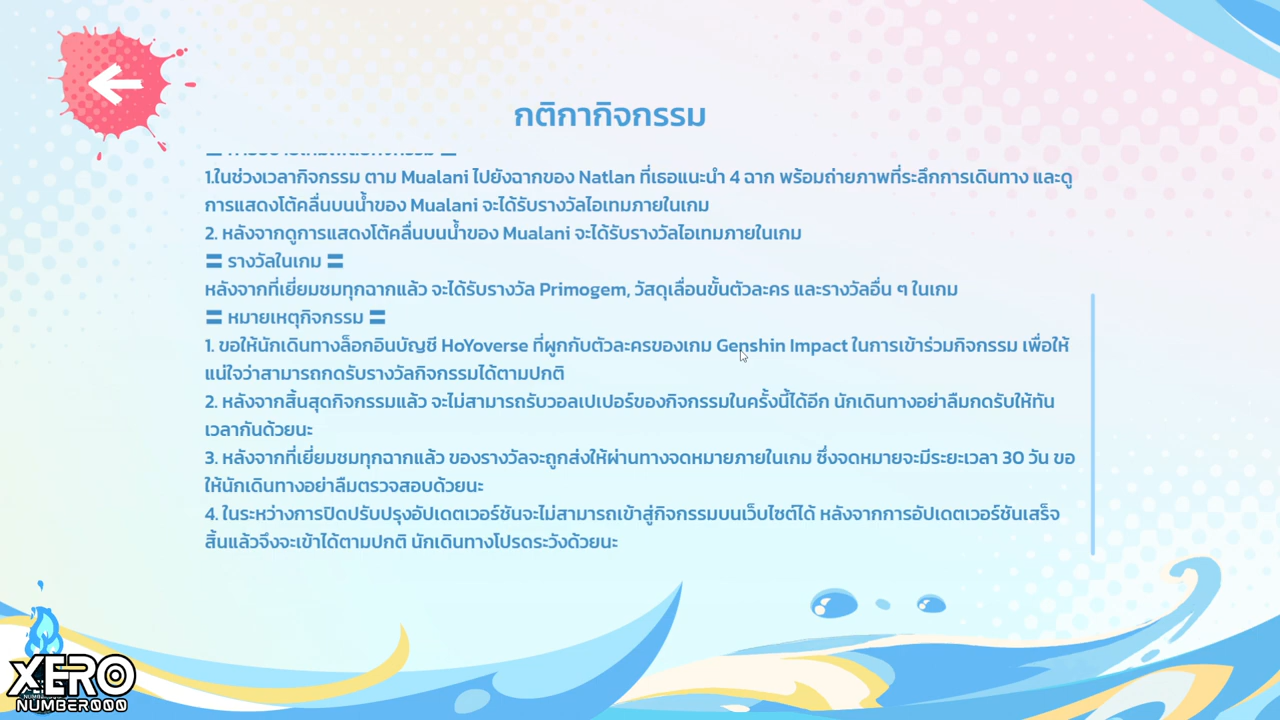 กติกากิจกรรม
1.ในช่วงเวลากิจกรรม ตาม Mualani ไปยังฉากของ Natlan ที่เธอแนะนำ 4 ฉาก พร้อมถ่ายภาพที่ระลึกการเดินทาง และดู
การแสดงโต้คลื่นบนน้ำของ Mualani จะได้รับรางวัลไอเทมภายในเกม
2. หลังจากดูการแสดงโต้คลื่นบนน้ำของ Mualani จะได้รับรางวัลไอเทมภายในเกม
〓 รางวัลในเกม 〓
หลังจากที่เยี่ยมชมทุกฉากแล้ว จะได้รับรางวัล Primogem, วัสดุเลื่อนขั้นตัวละคร และรางวัลอื่น ๆ ในเกม
〓 หมายเหตุกิจกรรม 〓
1. ขอให้นักเดินทางล็อกอินบัญชี HoYoverse ที่ผูกกับตัวละครของเกม Genshin Impact ในการเข้าร่วมกิจกรรม เพื่อให้
แน่ใจว่าสามารถกดรับรางวัลกิจกรรมได้ตามปกติ
2. หลังจากสิ้นสุดกิจกรรมแล้ว จะไม่สามารถรับวอลเปเปอร์ของกิจกรรมในครั้งนี้ได้อีก นักเดินทางอย่าลืมกดรับให้ทัน
เวลากันด้วยนะ
3. หลังจากที่เยี่ยมชมทุกฉากแล้ว ของรางวัลจะถูกส่งให้ผ่านทางจดหมายภายในเกม ซึ่งจดหมายจะมีระยะเวลา 30 วัน ขอ
ให้นักเดินทางอย่าลืมตรวจสอบด้วยนะ
4. ในระหว่างการปิดปรับปรุงอัปเดตเวอร์ชันจะไม่สามารถเข้าสู่กิจกรรมบนเว็บไซต์ได้ หลังจากการอัปเดตเวอร์ชันเสร็จ
สิ้นแล้วจึงจะเข้าได้ตามปกติ นักเดินทางโปรดระวังด้วยนะ
XERO
NUMBER000